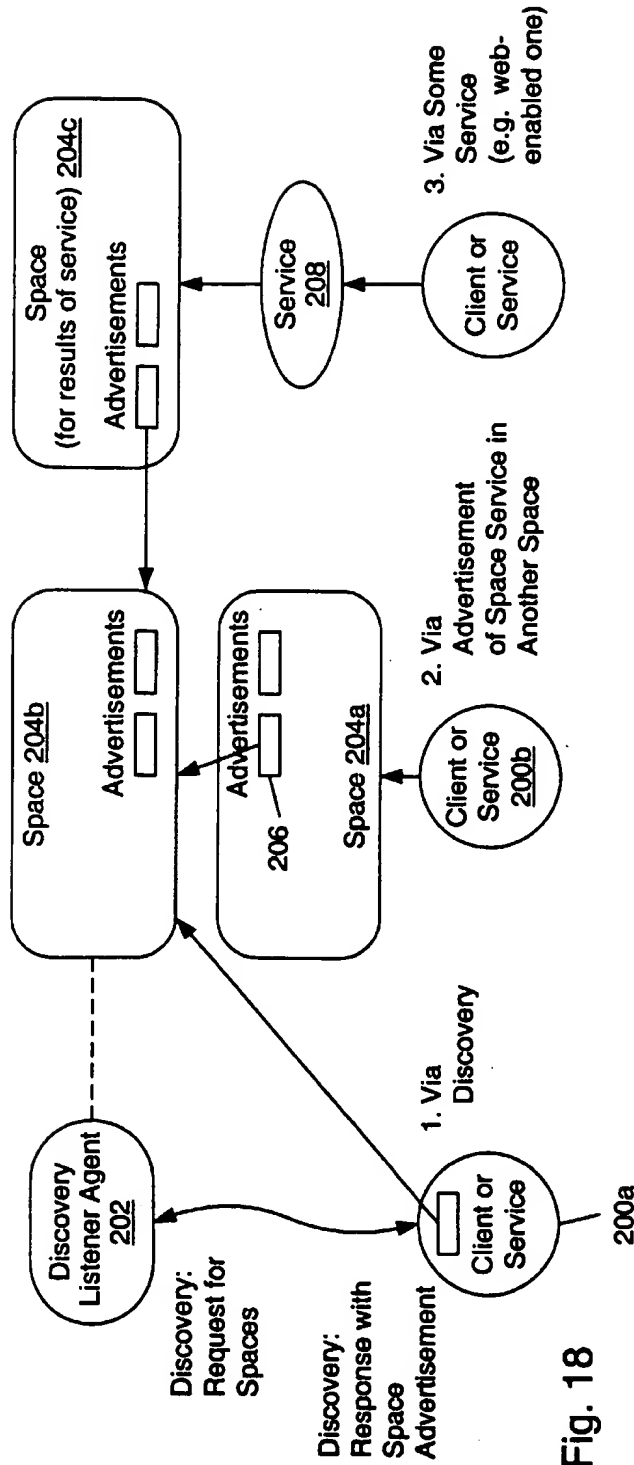 Discovery
Listener Agent
202
Space 204b
Advertisements
Space
(for results of service) 204c
Advertisements
Discovery:
Request for
Spaces
Advertisements
206
Space 204a
Service
208
Discovery:
Response with
Space
Advertisement
1. Via
Discovery
Client or
Service
200a
2. Via
Advertisement
of Space Service in
Another Space
Client or
Service
200b
3. Via Some
Service
(e.g. web-
enabled one)
Client or
Service
Fig. 18